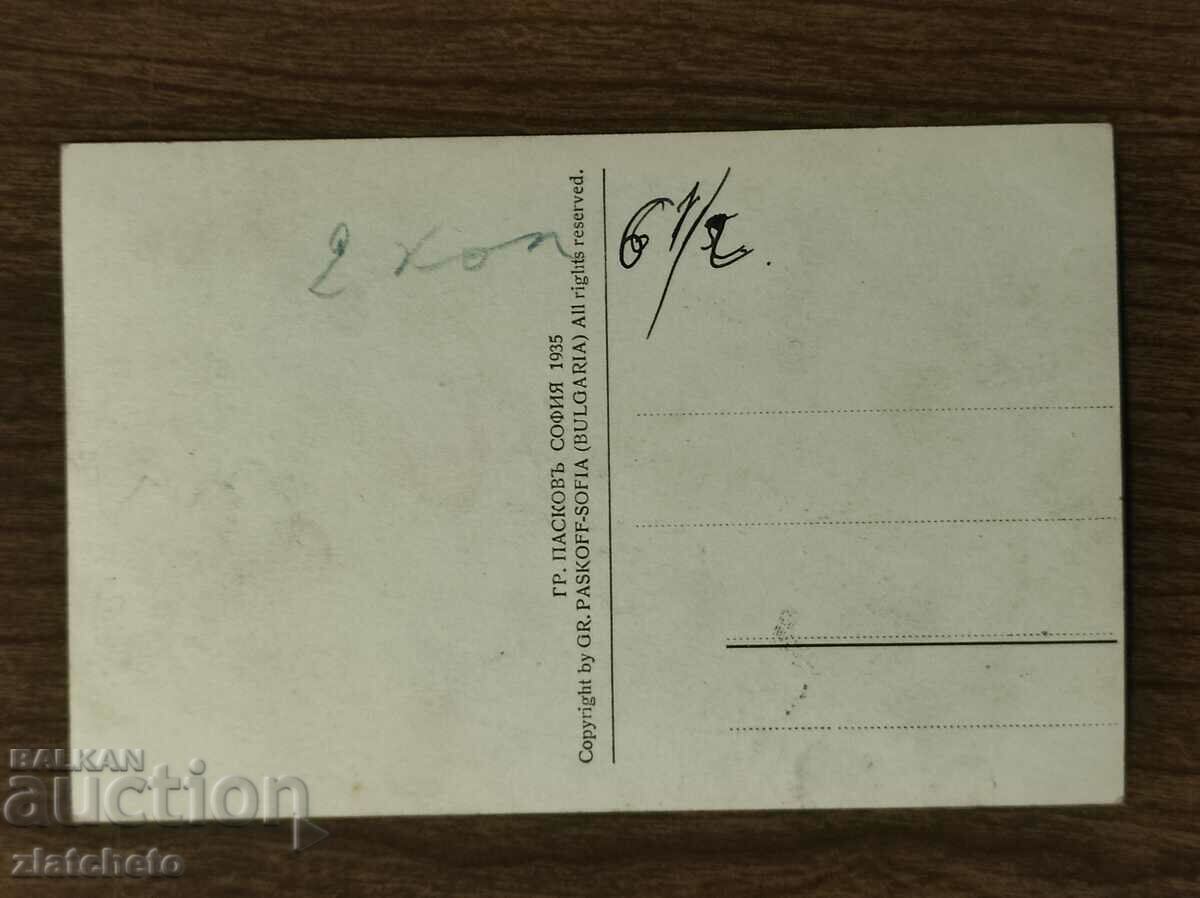 2 коп
6 1/2.
ГР. ПАСКОВЪ СОФИЯ 1935
Copyright by GR. PASKOFF-SOFIA (BULGARIA) All rights reserved.
BALKAN
auction
zlatcheto